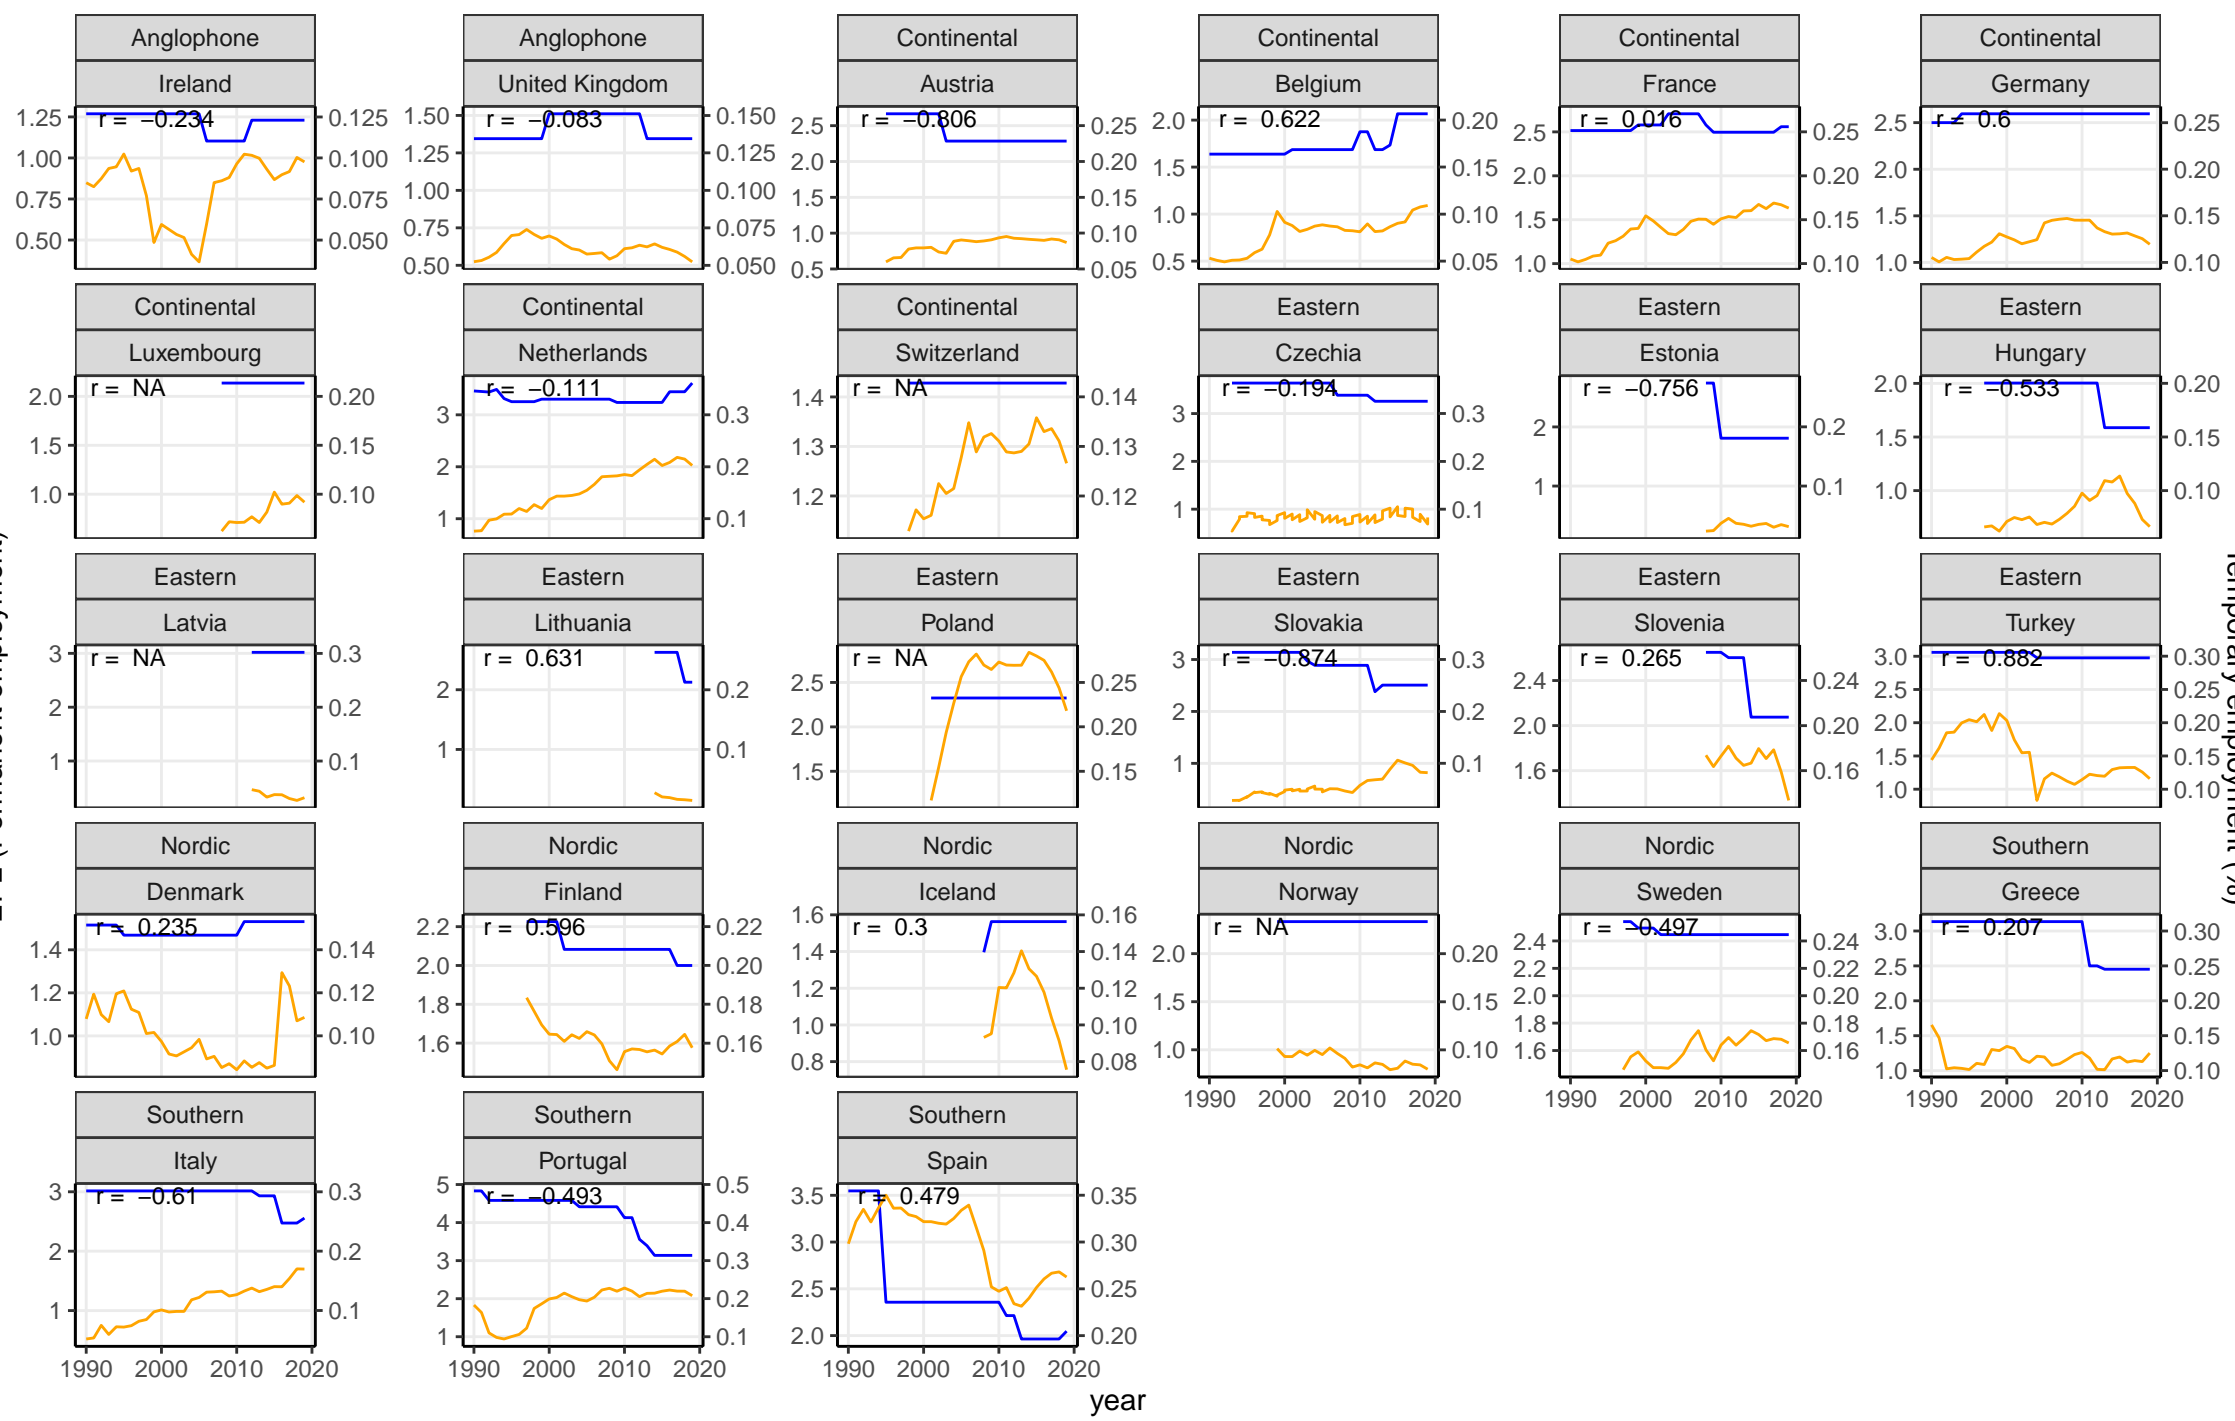 Anglophone
Ireland
r = −0.234
1.25
1.00
0.75
0.50
0.125
0.100
0.075
0.050
Anglophone
United Kingdom
r = −0.083
1.50
1.25
1.00
0.75
0.50
0.150
0.125
0.100
0.075
0.050
Continental
Austria
r = −0.806
2.5
2.0
1.5
1.0
0.5
0.25
0.20
0.15
0.10
0.05
Continental
Belgium
r = 0.622
2.0
1.5
1.0
0.5
0.20
0.15
0.10
0.05
Continental
France
r = 0.016
2.5
2.0
1.5
1.0
0.25
0.20
0.15
0.10
Continental
Germany
r = 0.6
2.5
2.0
1.5
1.0
0.25
0.20
0.15
0.10
Continental
Luxembourg
r = NA
2.0
1.5
1.0
0.20
0.15
0.10
Continental
Netherlands
r = −0.111
3
2
1
0.3
0.2
0.1
Continental
Switzerland
r = NA
1.4
1.3
1.2
0.14
0.13
0.12
Eastern
Czechia
r = −0.194
3
2
1
0.3
0.2
0.1
Eastern
Estonia
r = −0.756
2
1
0.2
0.1
Eastern
Hungary
r = −0.533
2.0
1.5
1.0
0.20
0.15
0.10
Eastern
Latvia
r = NA
3
2
1
0.3
0.2
0.1
Eastern
Lithuania
r = 0.631
2
1
0.2
0.1
Eastern
Poland
r = NA
2.5
2.0
1.5
0.25
0.20
0.15
Eastern
Slovakia
r = −0.874
3
2
1
0.3
0.2
0.1
Eastern
Slovenia
r = 0.265
2.4
2.0
1.6
0.24
0.20
0.16
Eastern
Turkey
r = 0.882
3.0
2.5
2.0
1.5
1.0
0.30
0.25
0.20
0.15
0.10
Nordic
Denmark
r = 0.235
1.4
1.2
1.0
0.14
0.12
0.10
Nordic
Finland
r = 0.596
2.2
2.0
1.8
1.6
0.22
0.20
0.18
0.16
Nordic
Iceland
r = 0.3
1.6
1.4
1.2
1.0
0.8
0.16
0.14
0.12
0.10
0.08
Nordic
Norway
r = NA
2.0
1.5
1.0
0.20
0.15
0.10
1990 2000 2010 2020
Nordic
Sweden
r = −0.497
2.4
2.2
2.0
1.8
1.6
0.24
0.22
0.20
0.18
0.16
1990 2000 2010 2020
Southern
Greece
r = 0.207
3.0
2.5
2.0
1.5
1.0
0.30
0.25
0.20
0.15
0.10
1990 2000 2010 2020
Southern
Italy
r = −0.61
3
2
1
0.3
0.2
0.1
1990 2000 2010 2020
Southern
Portugal
r = −0.493
5
4
3
2
1
0.5
0.4
0.3
0.2
0.1
1990 2000 2010 2020
Southern
Spain
r = 0.479
3.5
3.0
2.5
2.0
0.35
0.30
0.25
0.20
1990 2000 2010 2020
year
Temporary employment (%)